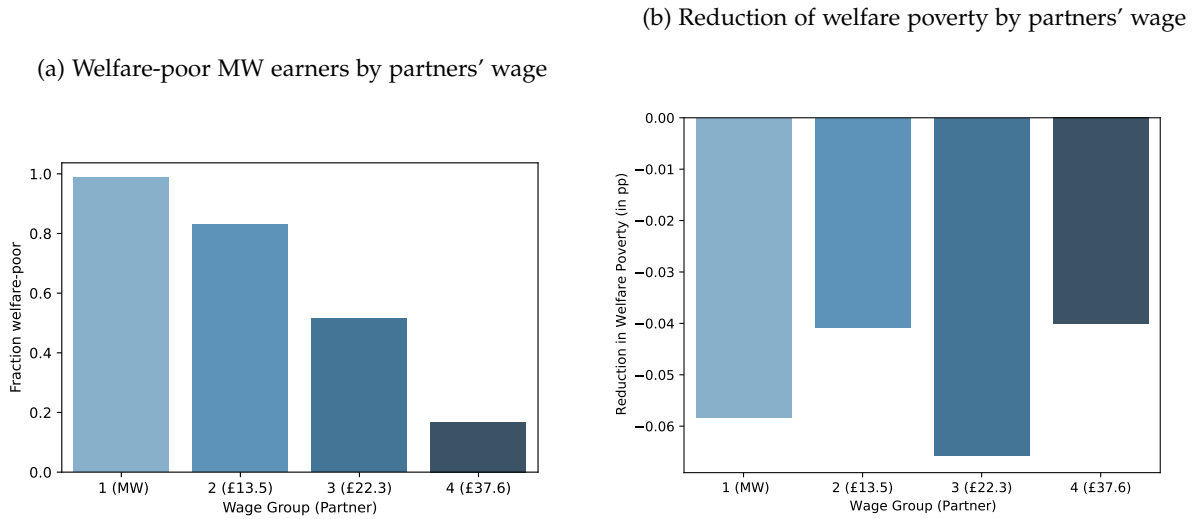 (a) Welfare-poor MW earners by partners' wage
Fraction welfare-poor
1.0
0.8
0.6
0.4
0.2
0.0
1 (MW) 2 (£13.5) 3 (£22.3) 4 (£37.6)
Wage Group (Partner)
(b) Reduction of welfare poverty by partners' wage
Reduction in Welfare Poverty (in pp)
0.00
−0.01
−0.02
−0.03
−0.04
−0.05
−0.06
1 (MW) 2 (£13.5) 3 (£22.3) 4 (£37.6)
Wage Group (Partner)